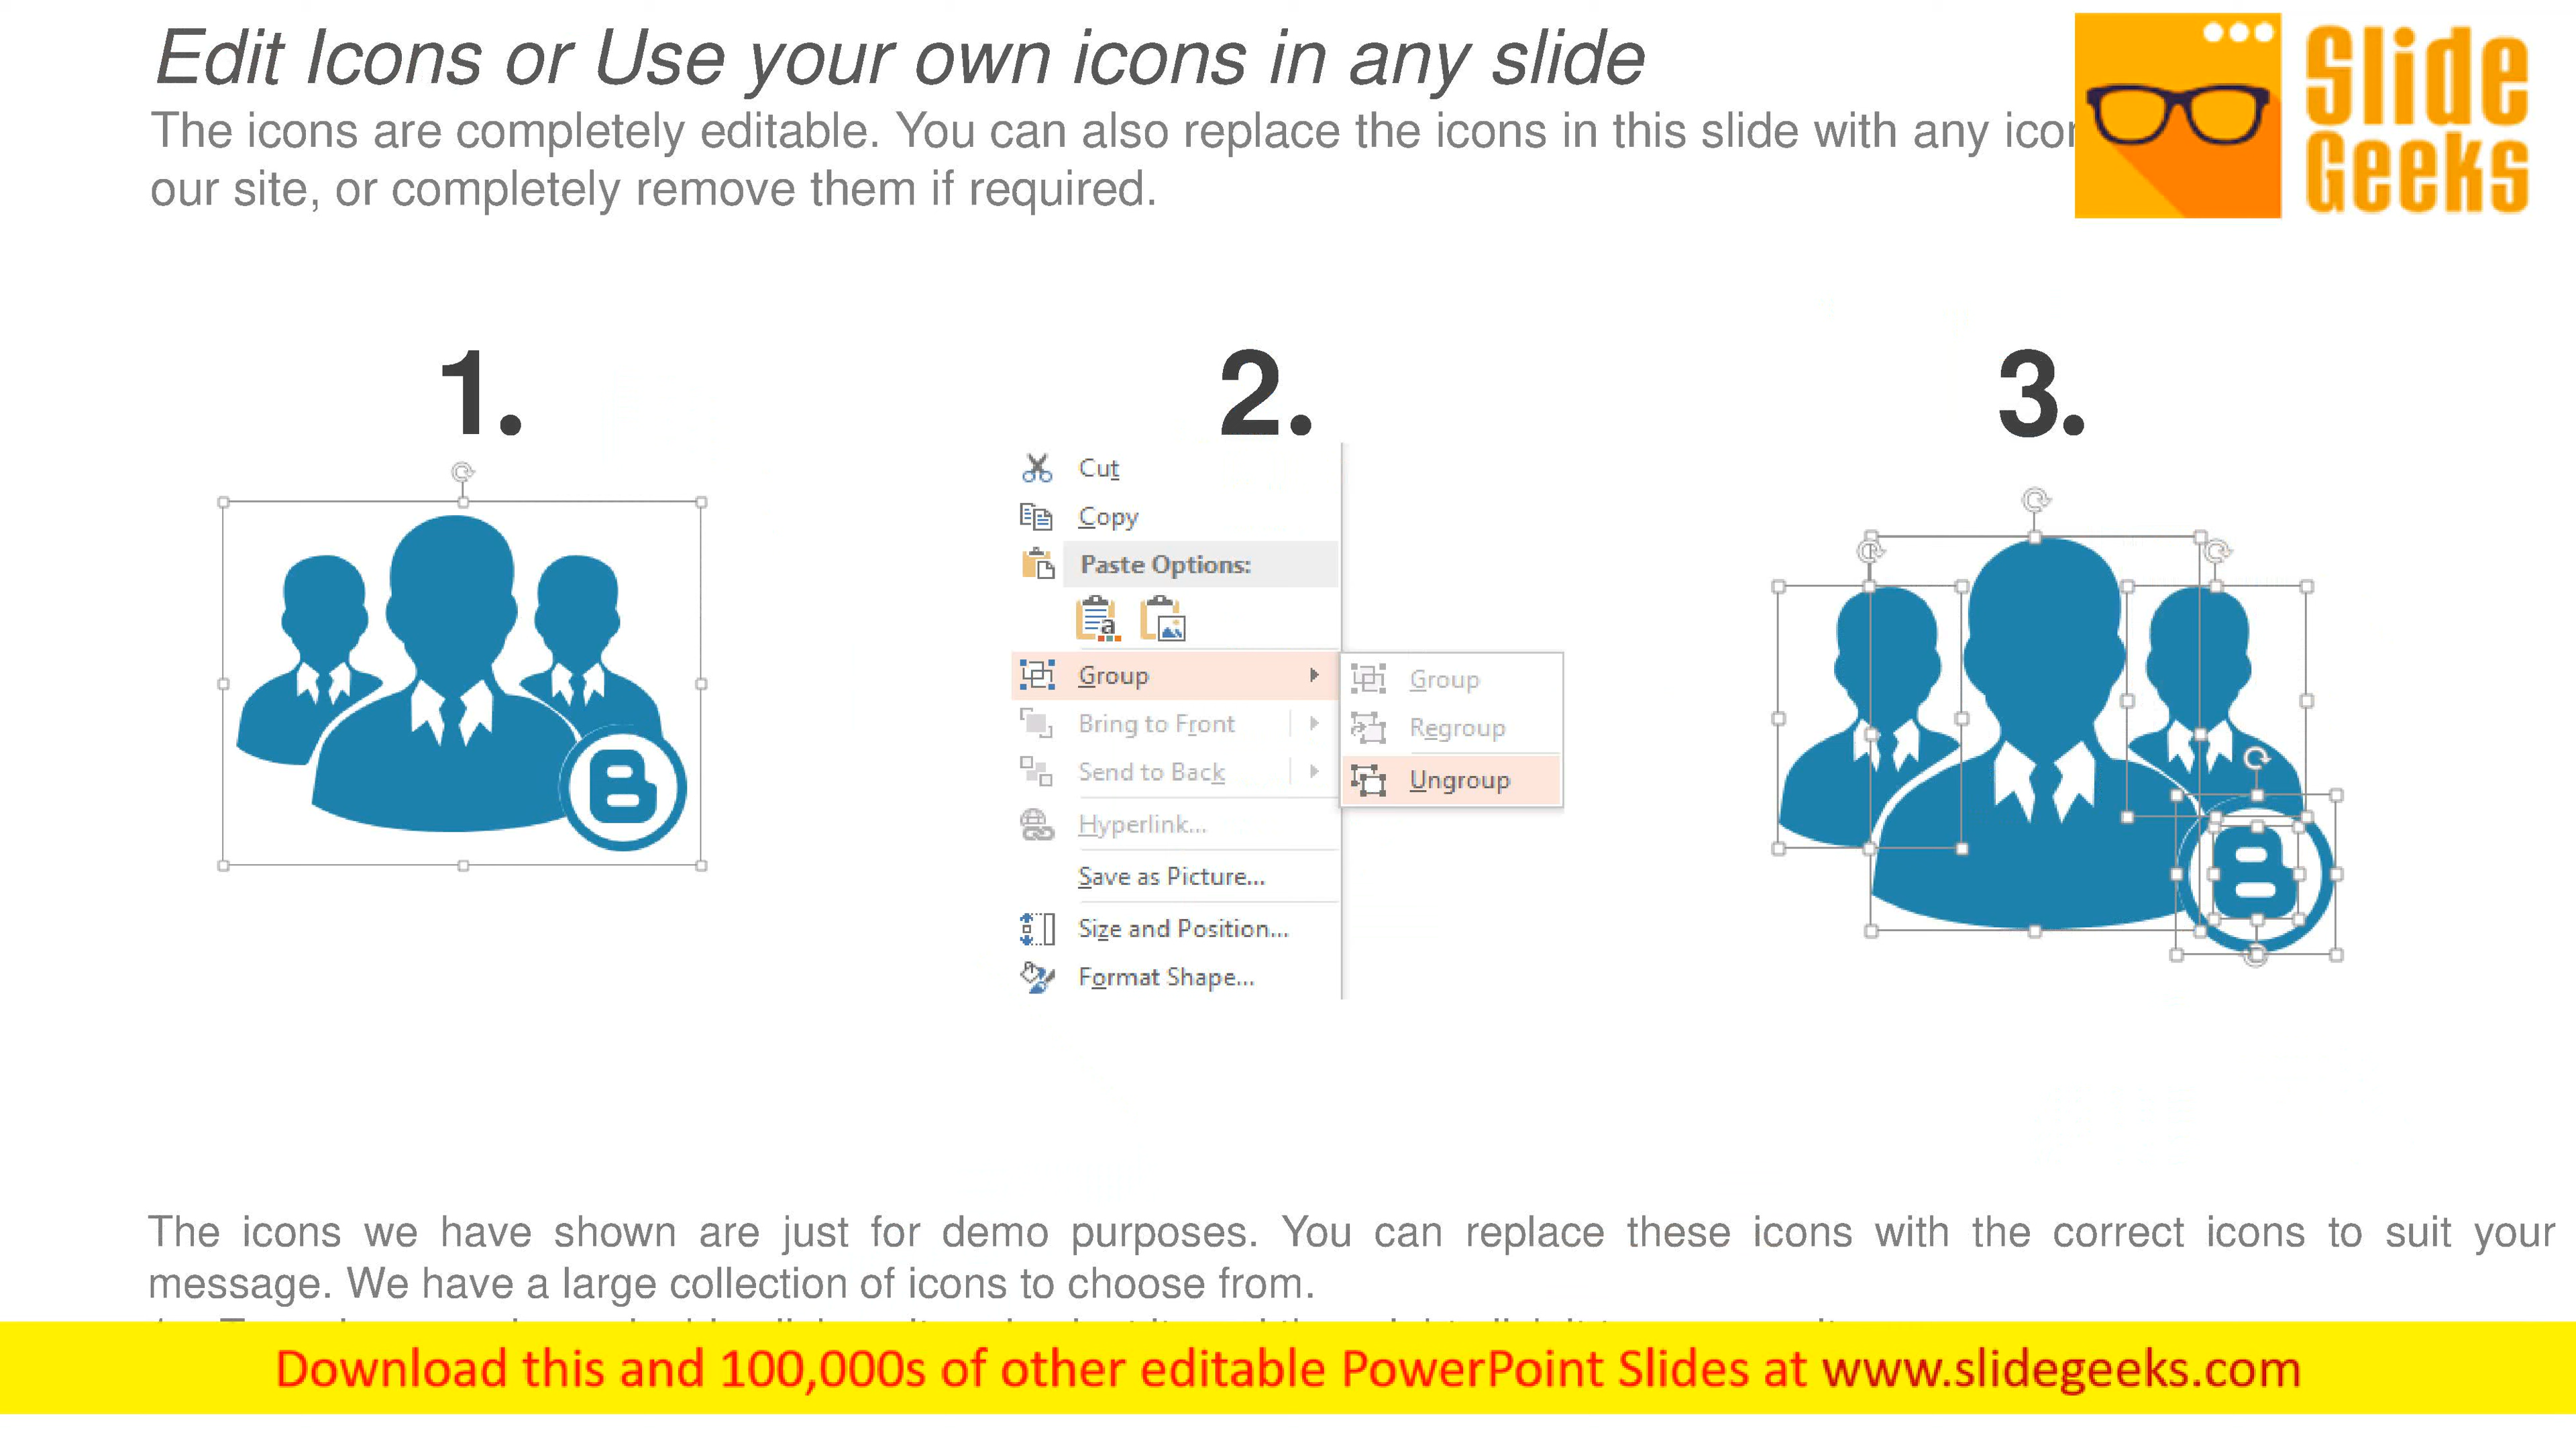 Edit Icons or Use your own icons in any slide
The icons are completely editable. You can also replace the icons in this slide with any
our site, or completely remove them if required.
Slide
Geeks
1.
2.
3.
Cut
Copy
Paste Options:
a
Group
Bring to Front
Send to Back
Hyperlink...
Save as Picture...
Size and Position...
Format Shape...
Group
Regroup
Ungroup
B
B
The icons we have shown are just for demo purposes. You can replace these icons with the correct icons to suit your
message. We have a large collection of icons to choose from.
Download this and 100,000s of other editable PowerPoint Slides at www.slidegeeks.com